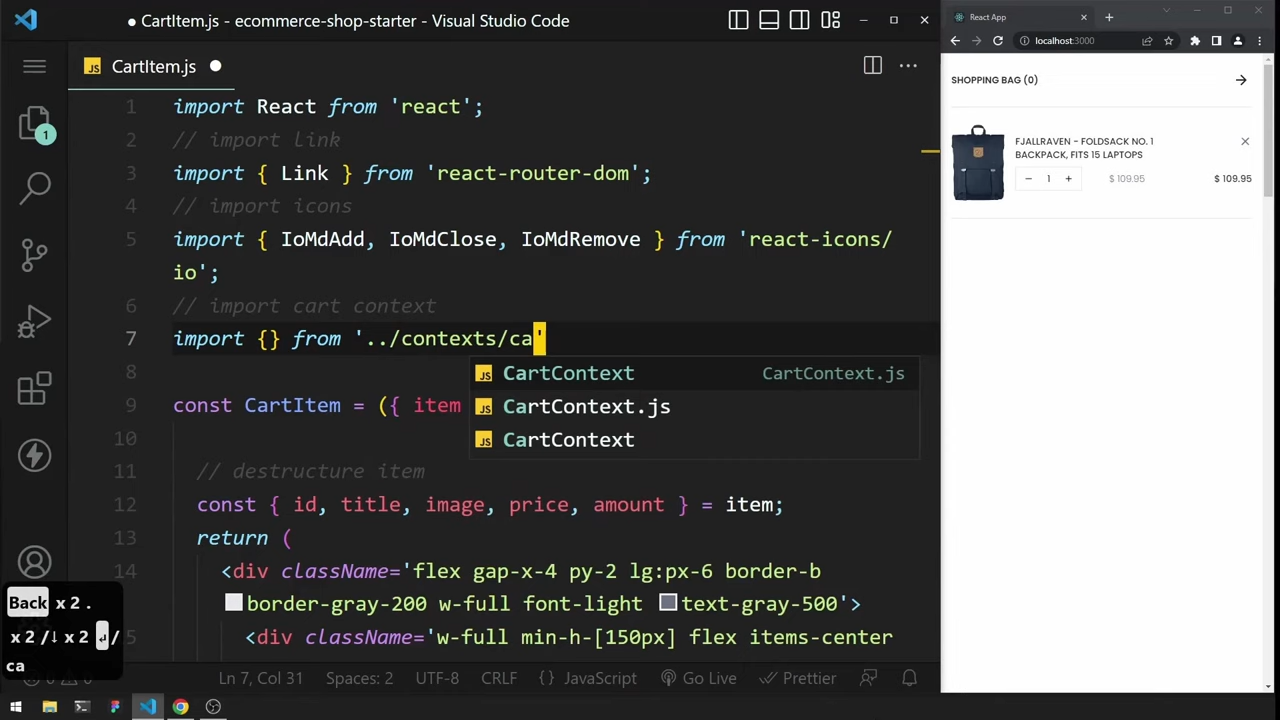 ● CartItem.js - ecommerce-shop-starter - Visual Studio Code
JS CartItem.js ●
1 import React from 'react';
2 // import link
3 import { Link } from 'react-router-dom';
4 // import icons
5 import { IoMdAdd, IoMdClose, IoMdRemove } from 'react-icons/
io';
6 // import cart context
7 import {} from '../contexts/ca'
JS CartContext CartContext.js
JS CartContext.js
JS CartContext
8
9 const CartItem = ({ item
10
11 // destructure item
12 const { id, title, image, price, amount } = item;
13 return (
14 <div className='flex gap-x-4 py-2 lg:px-6 border-b
border-gray-200 w-full font-light text-gray-500'>
5 <div className='w-full min-h-[150px] flex items-center
1
Back x 2 .
x 2 /↓ x 2 ↵ /
ca
Ln 7, Col 31 Spaces: 2 UTF-8 CRLF {} JavaScript Go Live Prettier
React App
localhost:3000
SHOPPING BAG (0)
FJALLRAVEN - FOLDSACK NO. 1
BACKPACK, FITS 15 LAPTOPS
− 1 + $ 109.95 $ 109.95